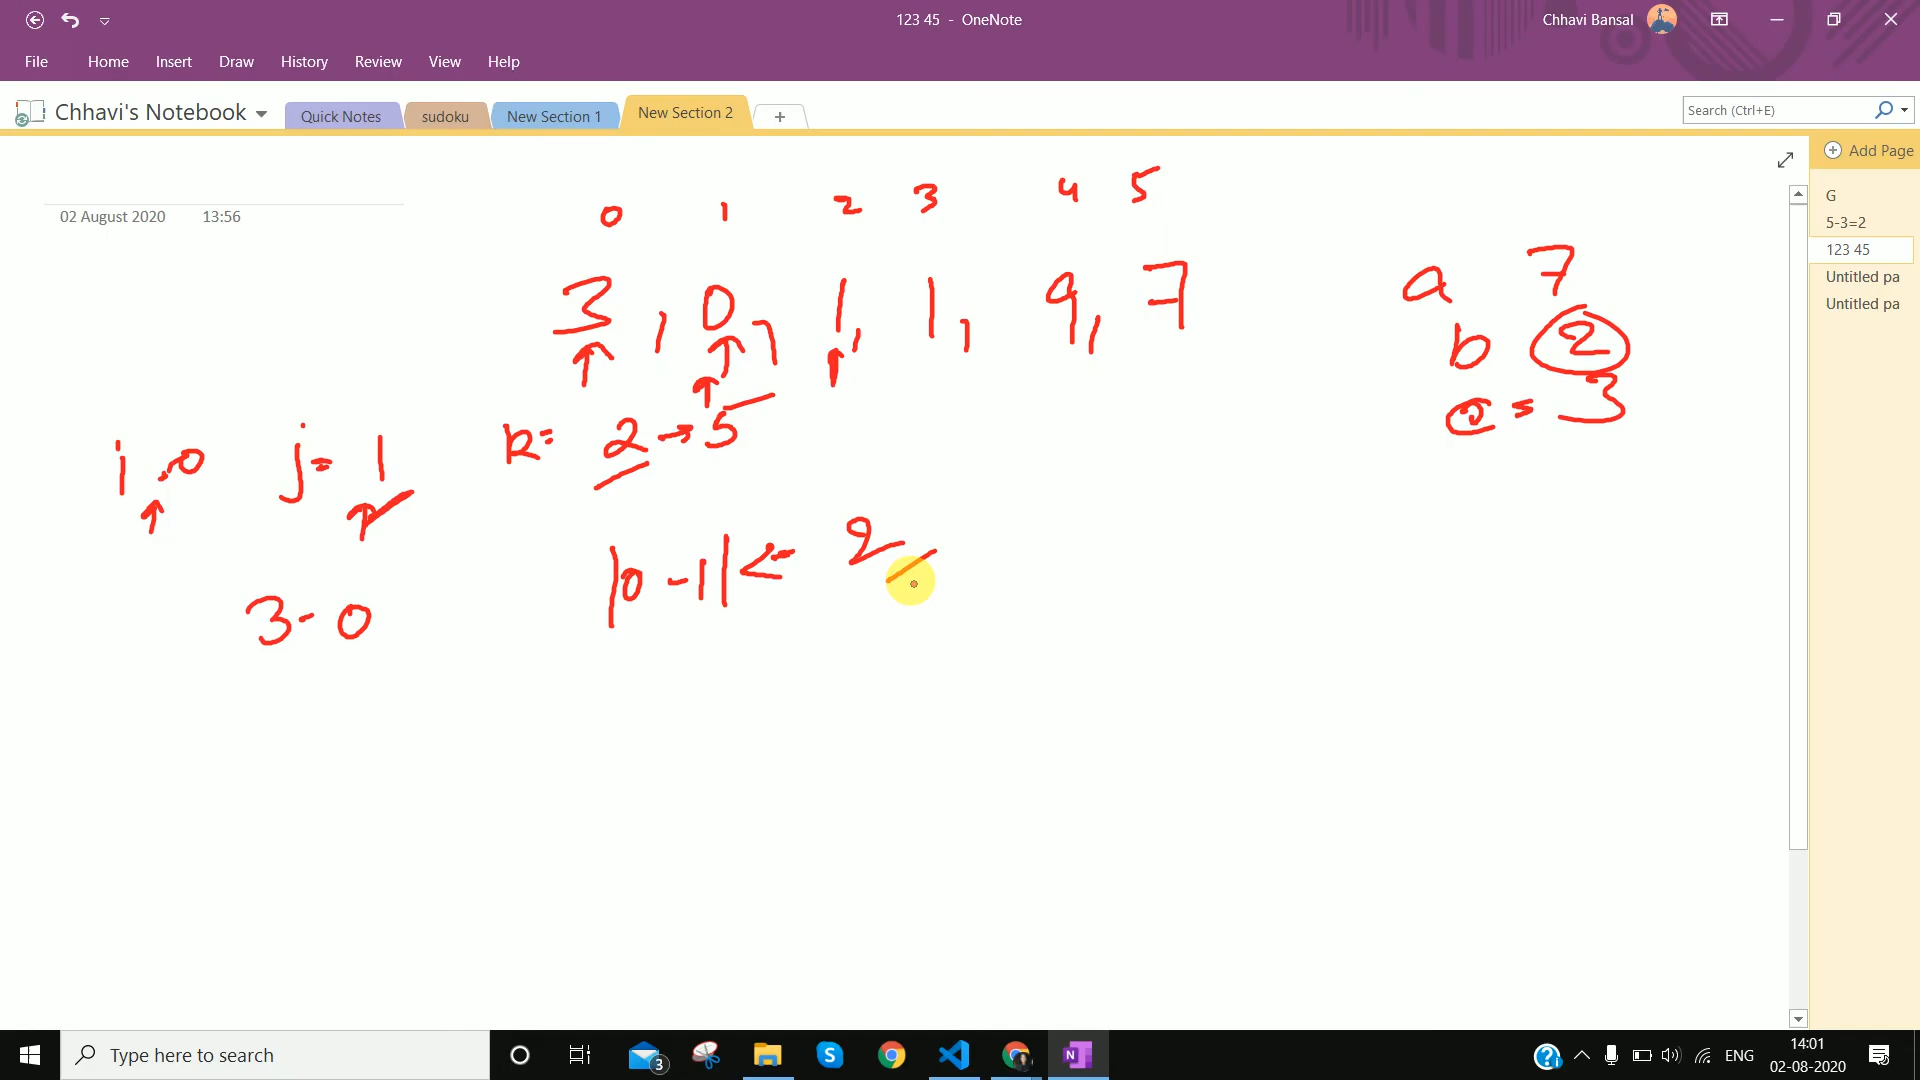 123 45 - OneNote
Chhavi Bansal
File Home Insert Draw History Review View Help
Chhavi's Notebook
Quick Notes
sudoku
New Section 1
New Section 2
+
Search (Ctrl+E)
Add Page
G
5-3=2
123 45
Untitled pa
Untitled pa
02 August 2020 13:56
0 1 2 3 4 5
3, 0, 1, 1, 9, 7
a 7
b 2
c = 3
i = 0 j = 1
k = 2 → 5
|0 - 1| <= 2
3 - 0
Type here to search
3
ENG
14:01
02-08-2020